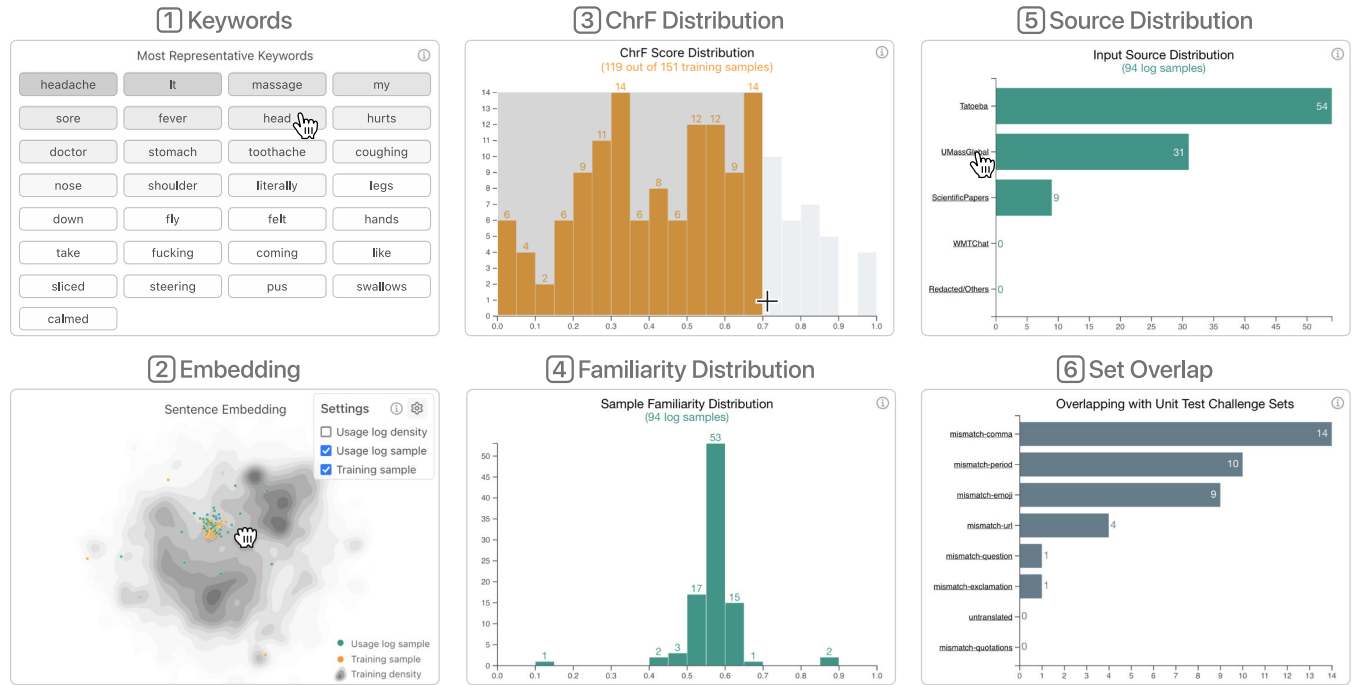 1 Keywords
Most Representative Keywords
headache It massage my
sore fever head hurts
doctor stomach toothache coughing
nose shoulder literally legs
down fly felt hands
take fucking coming like
sliced steering pus swallows
calmed
2 Embedding
Sentence Embedding
Settings
Usage log density
Usage log sample
Training sample
Usage log sample
Training sample
Training density
3 ChrF Distribution
ChrF Score Distribution
(119 out of 151 training samples)
14
13
12
11
10
9
8
7
6
5
4
3
2
1
0
6 4 2 6 9 11 14 6 8 6 12 12 9 14
0.0 0.1 0.2 0.3 0.4 0.5 0.6 0.7 0.8 0.9 1.0
4 Familiarity Distribution
Sample Familiarity Distribution
(94 log samples)
50
45
40
35
30
25
20
15
10
5
0
1 2 3 17 53 15 1 2
0.0 0.1 0.2 0.3 0.4 0.5 0.6 0.7 0.8 0.9 1.0
5 Source Distribution
Input Source Distribution
(94 log samples)
Tatoeba 54
UMassGlobal 31
ScientificPapers 9
WMTChat 0
Redacted/Others 0
0 5 10 15 20 25 30 35 40 45 50
6 Set Overlap
Overlapping with Unit Test Challenge Sets
mismatch-comma 14
mismatch-period 10
mismatch-emoji 9
mismatch-url 4
mismatch-question 1
mismatch-exclamation 1
untranslated 0
mismatch-quotations 0
0 1 2 3 4 5 6 7 8 9 10 11 12 13 14